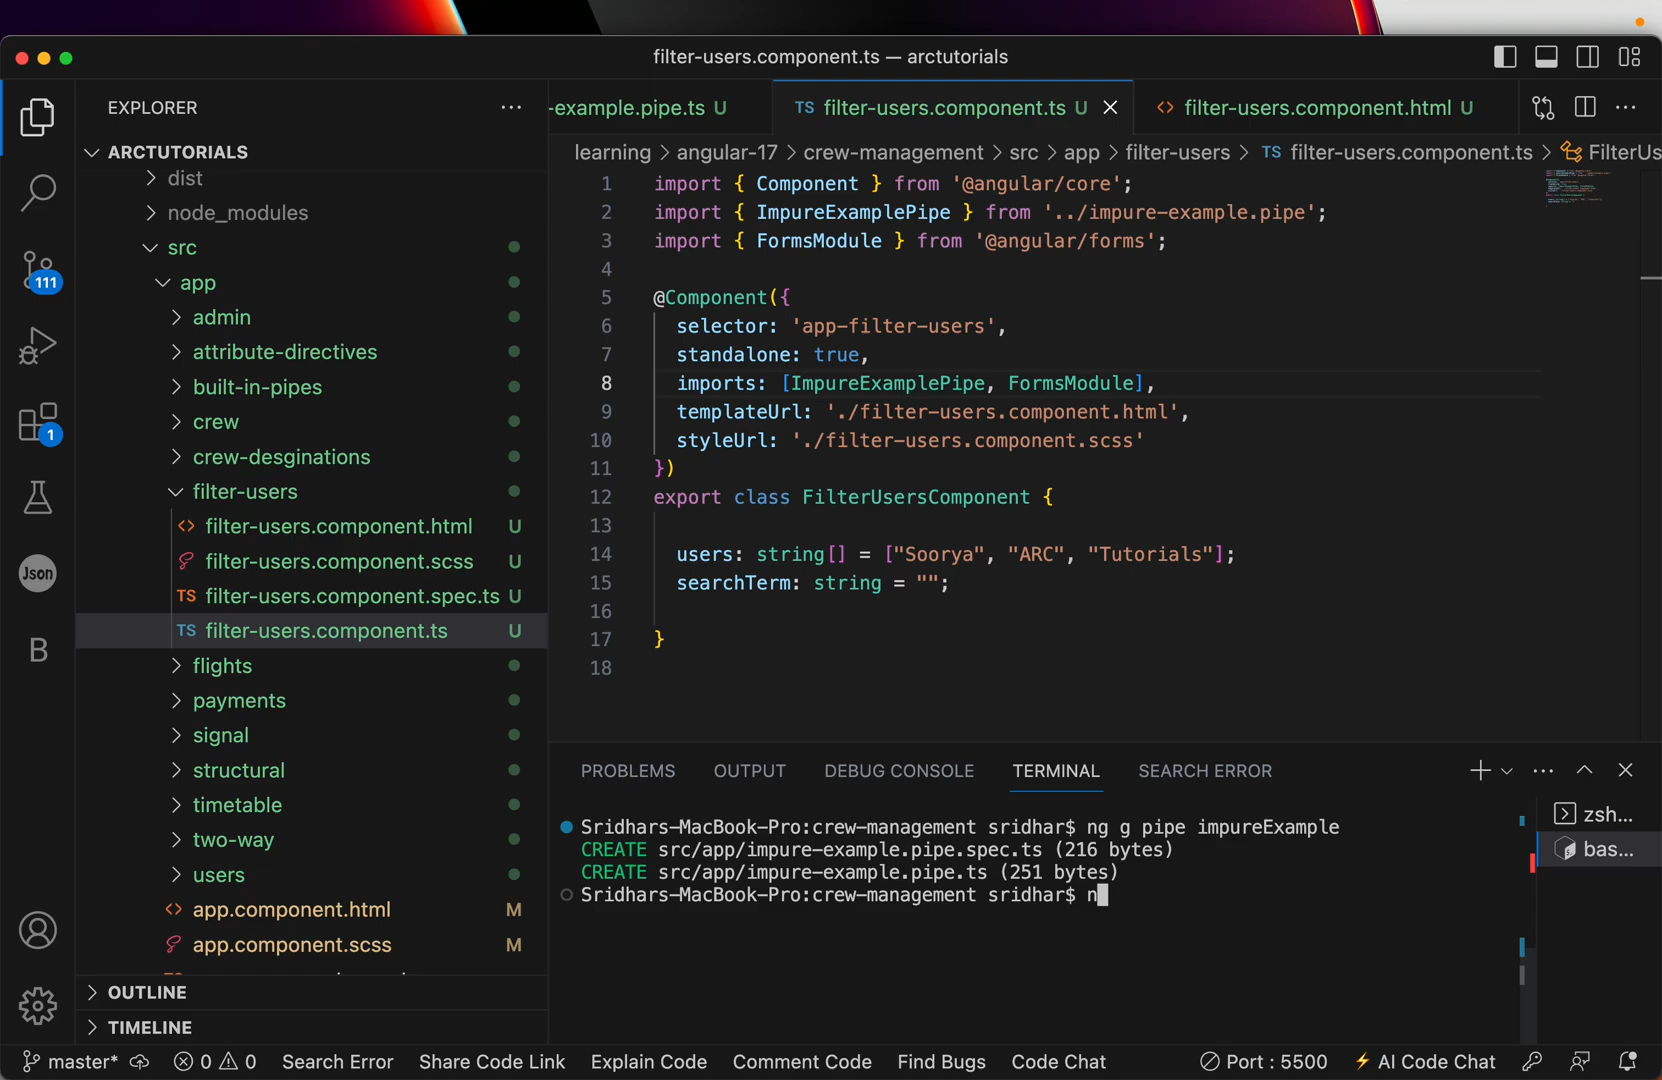 filter-users.component.ts — arctutorials
EXPLORER
-example.pipe.ts U
TS filter-users.component.ts U
<> filter-users.component.html U
ARCTUTORIALS
learning > angular-17 > crew-management > src > app > filter-users > TS filter-users.component.ts > FilterUs
dist
node_modules
src
app
admin
attribute-directives
built-in-pipes
crew
crew-desginations
filter-users
<> filter-users.component.html U
filter-users.component.scss U
TS filter-users.component.spec.ts U
TS filter-users.component.ts U
flights
payments
signal
structural
timetable
two-way
users
<> app.component.html M
app.component.scss M
OUTLINE
TIMELINE
111
1
Json
B
1 import { Component } from '@angular/core';
2 import { ImpureExamplePipe } from '../impure-example.pipe';
3 import { FormsModule } from '@angular/forms';
4
5 @Component({
6 selector: 'app-filter-users',
7 standalone: true,
8 imports: [ImpureExamplePipe, FormsModule],
9 templateUrl: './filter-users.component.html',
10 styleUrl: './filter-users.component.scss'
11 })
12 export class FilterUsersComponent {
13
14 users: string[] = ["Soorya", "ARC", "Tutorials"];
15 searchTerm: string = "";
16
17 }
18
PROBLEMS OUTPUT DEBUG CONSOLE TERMINAL SEARCH ERROR
Sridhars-MacBook-Pro:crew-management sridhar$ ng g pipe impureExample
CREATE src/app/impure-example.pipe.spec.ts (216 bytes)
CREATE src/app/impure-example.pipe.ts (251 bytes)
Sridhars-MacBook-Pro:crew-management sridhar$ n
zsh...
bas...
master* 0 0 Search Error Share Code Link Explain Code Comment Code Find Bugs Code Chat Port : 5500 AI Code Chat